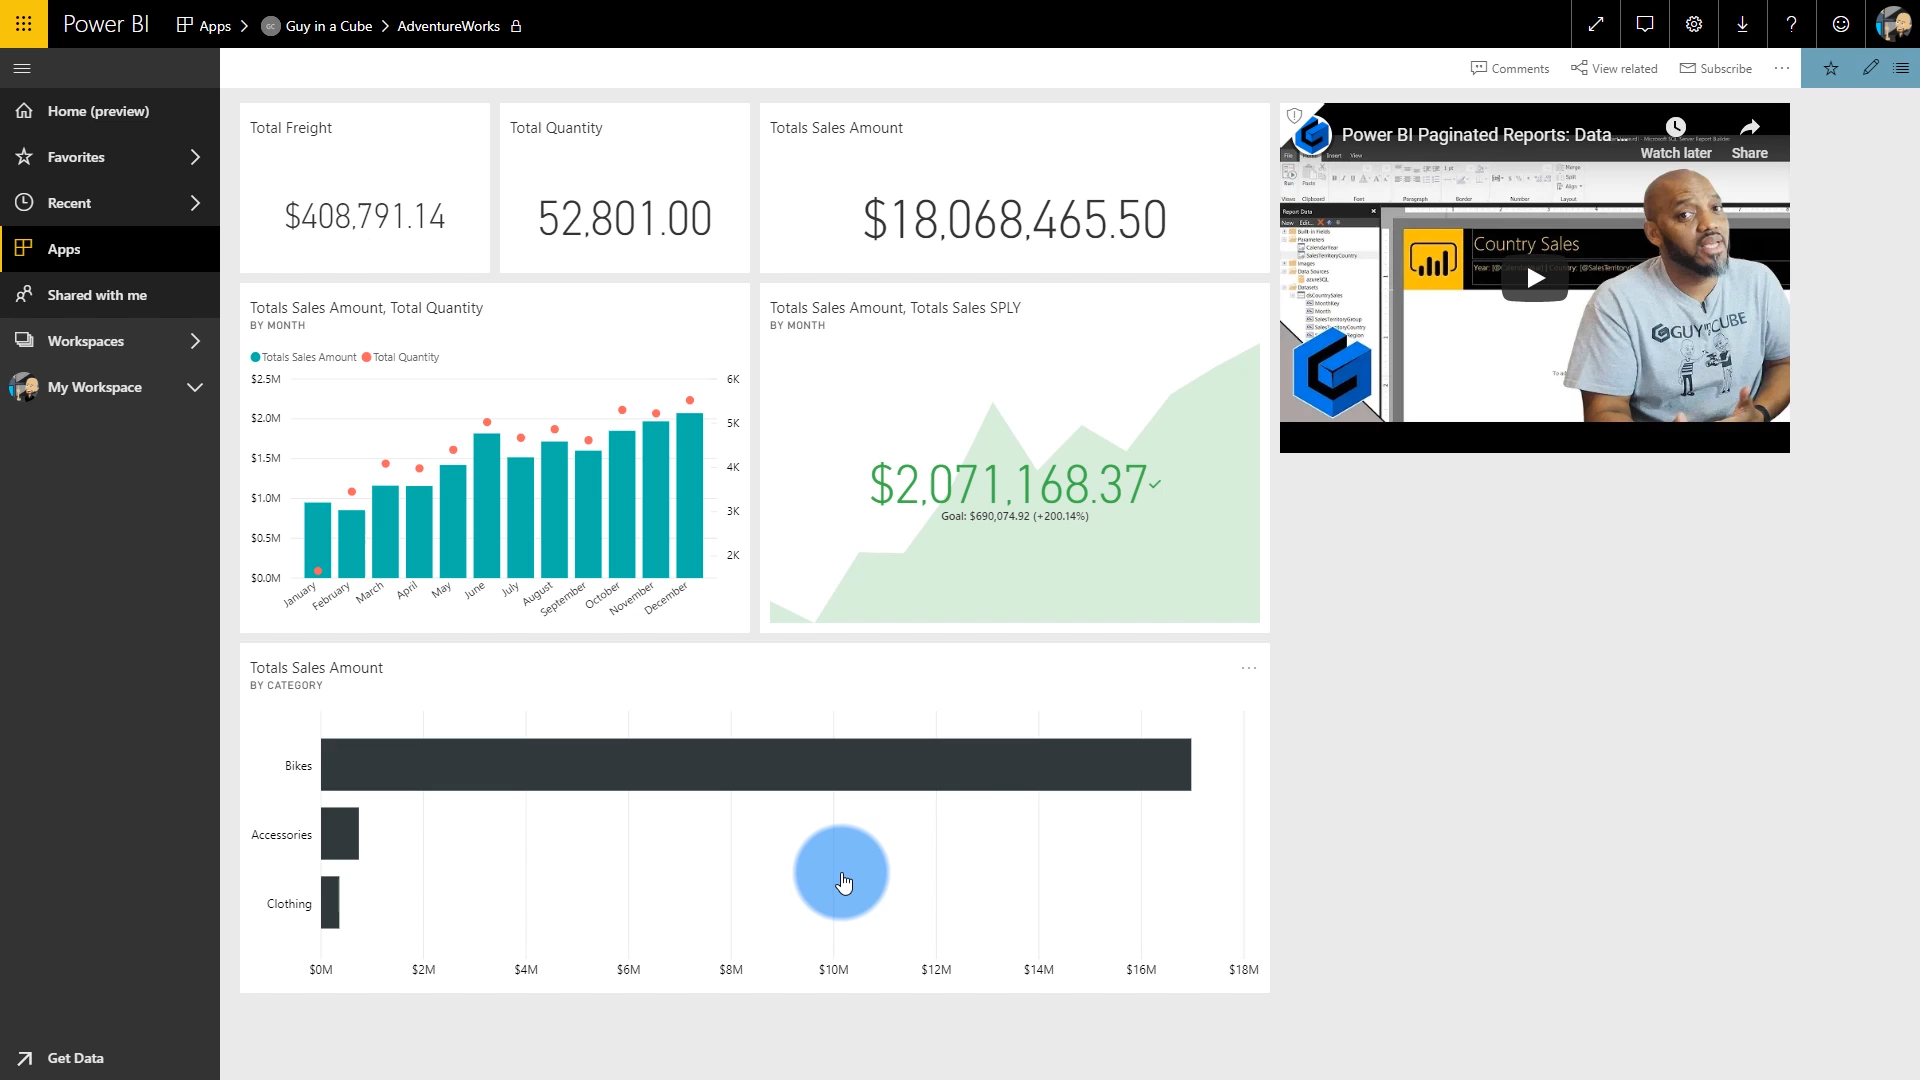 Power BI
Apps
GC
Guy in a Cube
AdventureWorks
Comments
View related
Subscribe
Home (preview)
Favorites
Recent
Apps
Shared with me
Workspaces
My Workspace
Get Data
Total Freight
$408,791.14
Total Quantity
52,801.00
Totals Sales Amount
$18,068,465.50
Totals Sales Amount, Total Quantity
BY MONTH
Totals Sales Amount Total Quantity
$2.5M
$2.0M
$1.5M
$1.0M
$0.5M
$0.0M
6K
5K
4K
3K
2K
January
February
March
April
May
June
July
August
September
October
November
December
Totals Sales Amount, Totals Sales SPLY
BY MONTH
$2,071,168.37
Goal: $690,074.92 (+200.14%)
Power BI Paginated Reports: Data ...
Watch later
Share
Country Sales
GUY IN A CUBE
Totals Sales Amount
BY CATEGORY
Bikes
Accessories
Clothing
$0M $2M $4M $6M $8M $10M $12M $14M $16M $18M